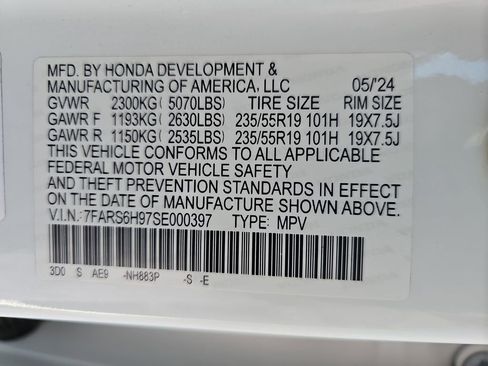 MFD. BY HONDA DEVELOPMENT &
MANUFACTURING OF AMERICA, LLC 05/'24
GVWR 2300KG( 5070LBS) TIRE SIZE RIM SIZE
GAWR F 1193KG( 2630LBS) 235/55R19 101H 19X7.5J
GAWR R 1150KG( 2535LBS) 235/55R19 101H 19X7.5J
THIS VEHICLE CONFORMS TO ALL APPLICABLE
FEDERAL MOTOR VEHICLE SAFETY
AND THEFT PREVENTION STANDARDS IN EFFECT
ON THE DATE OF MANUFACTURE SHOWN ABOVE.
V.I.N.:7FARS6H97SE000397 TYPE: MPV
3D0 S AE9 -NH883P -S -E